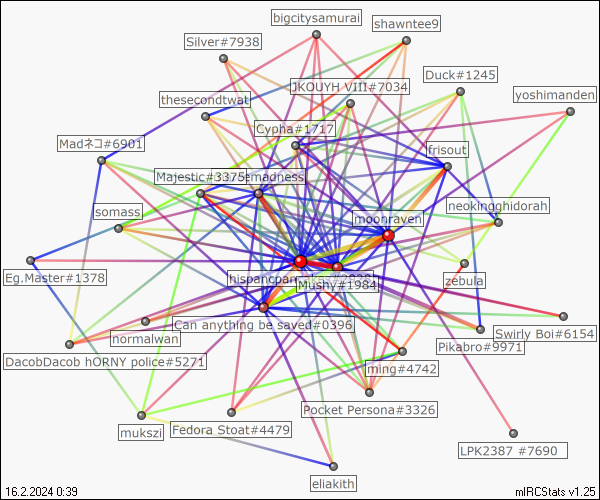 bigcitysamurai
shawntee9
Silver#7938
Duck#1245
JKOUYH VIII#7034
yoshimanden
thesecondtwat
Cypha#1717
Madネコ#6901
frisout
Majestic#3375
emadness
neokingghidorah
somass
moonraven
Eg.Master#1378
hispancpan
zebula
Mushy#1984
Can anything be saved#0396
normalwan
Swirly Boi#6154
Pikabro#9971
DacobDacob hORNY police#5271
ming#4742
Pocket Persona#3326
mukszi
Fedora Stoat#4479
LPK2387 #7690
eliakith
16.2.2024 0:39
mIRCStats v1.25